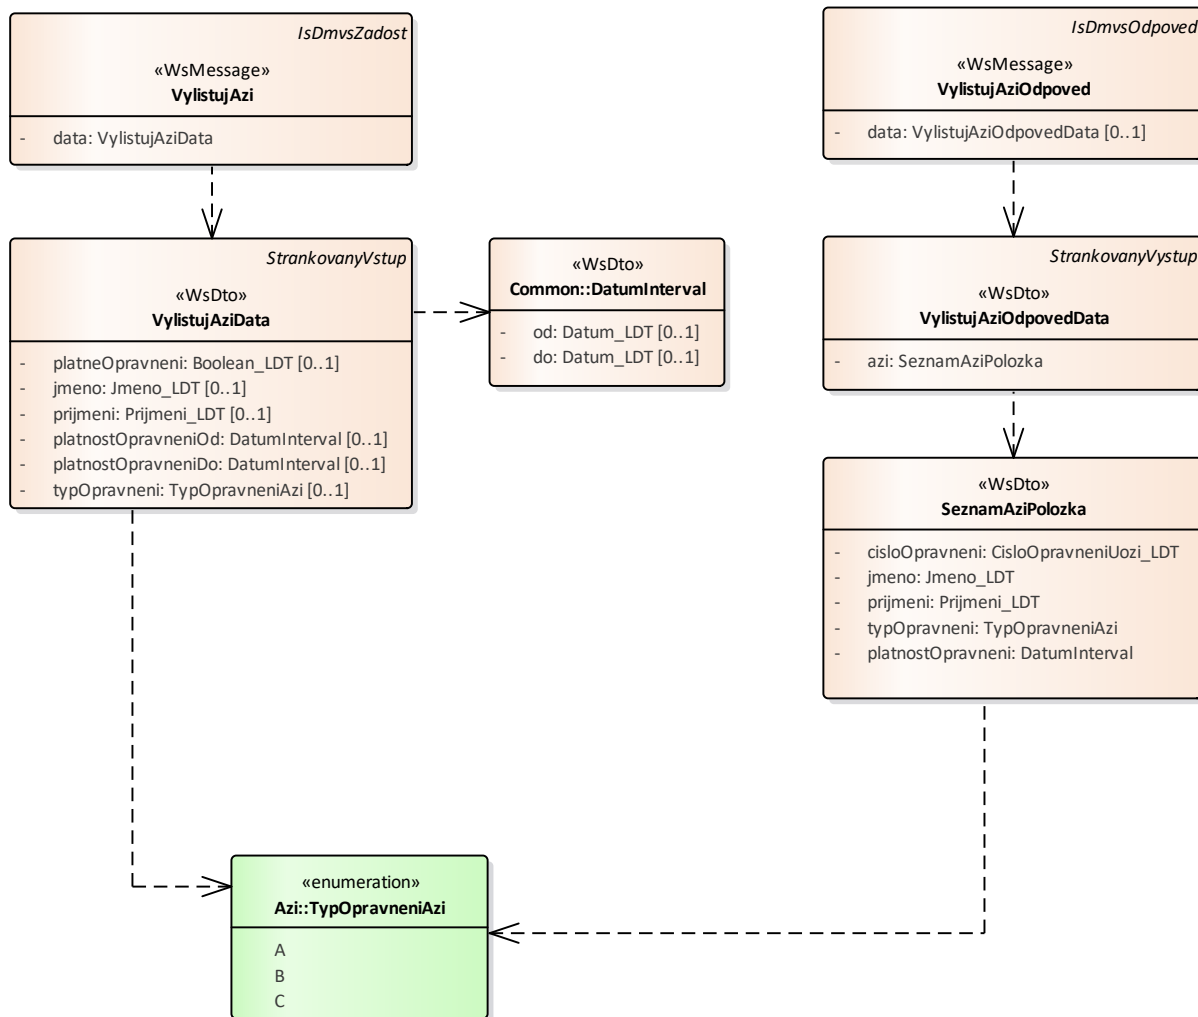 IsDmvsZadost
«WsMessage»
VylistujAzi
- data: VylistujAziData
IsDmvsOdpoved
«WsMessage»
VylistujAziOdpoved
- data: VylistujAziOdpovedData [0..1]
StrankovanyVstup
«WsDto»
VylistujAziData
- platneOpravneni: Boolean_LDT [0..1]
- jmeno: Jmeno_LDT [0..1]
- prijmeni: Prijmeni_LDT [0..1]
- platnostOpravneniOd: DatumInterval [0..1]
- platnostOpravneniDo: DatumInterval [0..1]
- typOpravneni: TypOpravneniAzi [0..1]
«WsDto»
Common::DatumInterval
- od: Datum_LDT [0..1]
- do: Datum_LDT [0..1]
StrankovanyVystup
«WsDto»
VylistujAziOdpovedData
- azi: SeznamAziPolozka
«WsDto»
SeznamAziPolozka
- cisloOpravneni: CisloOpravneniUozi_LDT
- jmeno: Jmeno_LDT
- prijmeni: Prijmeni_LDT
- typOpravneni: TypOpravneniAzi
- platnostOpravneni: DatumInterval
«enumeration»
Azi::TypOpravneniAzi
A
B
C